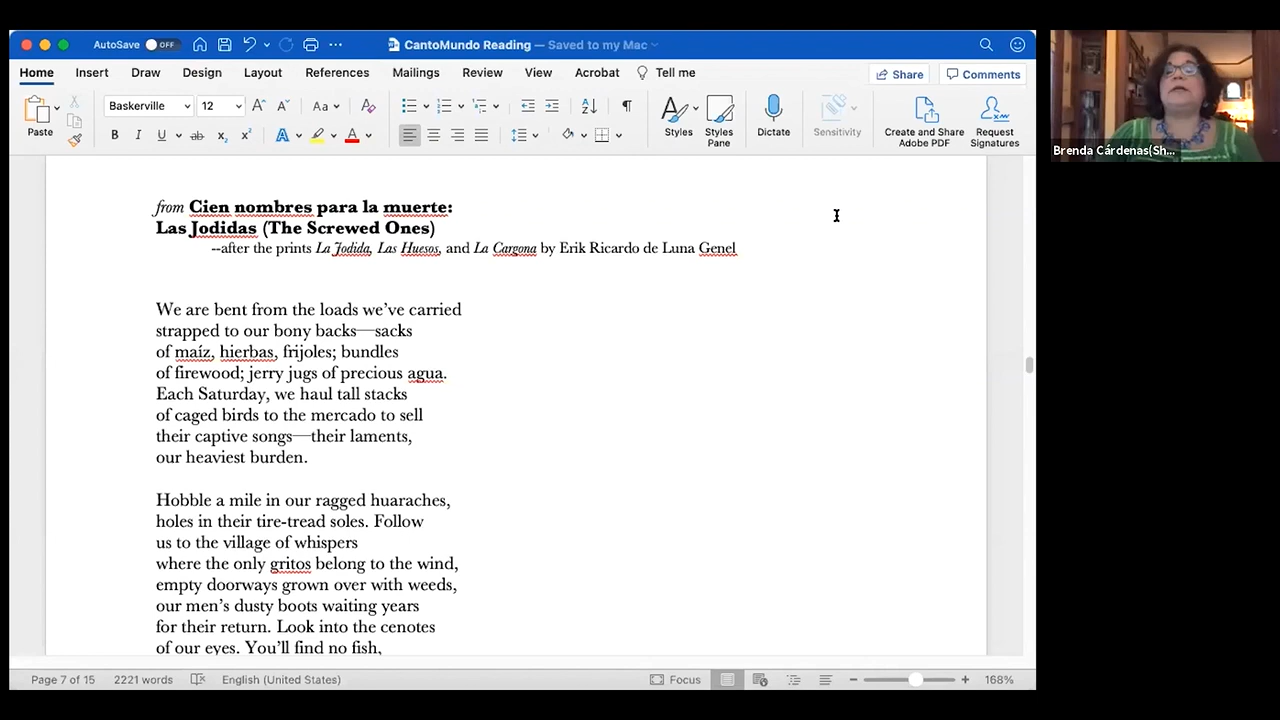 AutoSave OFF
CantoMundo Reading — Saved to my Mac
Home Insert Draw Design Layout References Mailings Review View Acrobat Tell me
Share Comments
Paste
Baskerville 12
Aa
B I U ab x₂ x² A A
Styles
Styles Pane
Dictate
Sensitivity
Create and Share Adobe PDF
Request Signatures
Brenda Cárdenas(Sh...
from Cien nombres para la muerte:
Las Jodidas (The Screwed Ones)
--after the prints La Jodida, Las Huesos, and La Cargona by Erik Ricardo de Luna Genel
We are bent from the loads we’ve carried
strapped to our bony backs—sacks
of maíz, hierbas, frijoles; bundles
of firewood; jerry jugs of precious agua.
Each Saturday, we haul tall stacks
of caged birds to the mercado to sell
their captive songs—their laments,
our heaviest burden.
Hobble a mile in our ragged huaraches,
holes in their tire-tread soles. Follow
us to the village of whispers
where the only gritos belong to the wind,
empty doorways grown over with weeds,
our men’s dusty boots waiting years
for their return. Look into the cenotes
of our eyes. You’ll find no fish,
Page 7 of 15 2221 words English (United States) Focus 168%